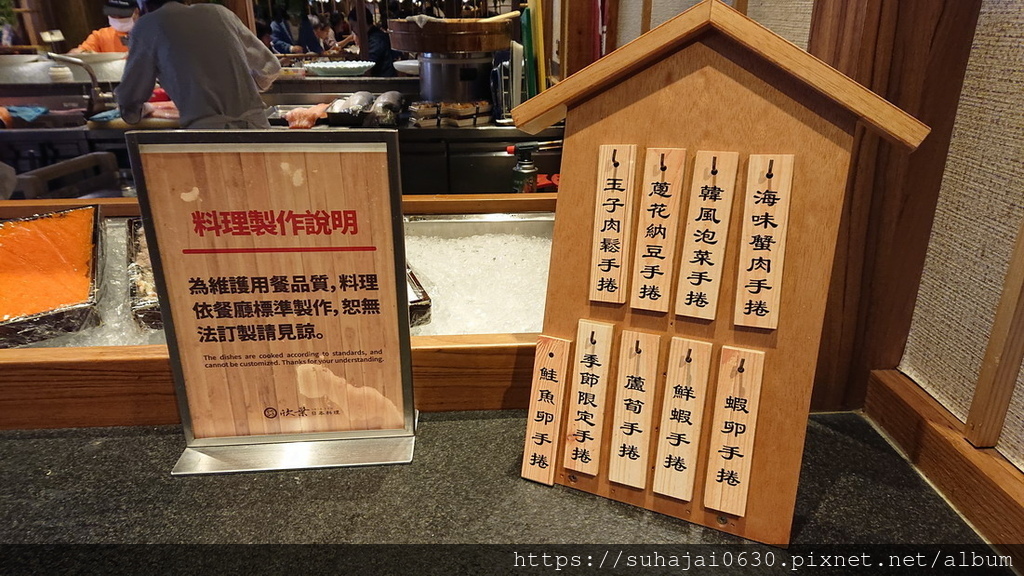 料理製作說明
為維護用餐品質，料理
依餐廳標準製作，恕無
法訂製請見諒。
The dishes are cooked according to standards, and
cannot be customized. Thanks for your understanding.
欣葉日本料理
玉子肉鬆手捲
蔥花納豆手捲
韓風泡菜手捲
海味蟹肉手捲
鮭魚卵手捲
季節限定手捲
蘆筍手捲
鮮蝦手捲
蝦卵手捲
https://suhajai0630.pixnet.net/album